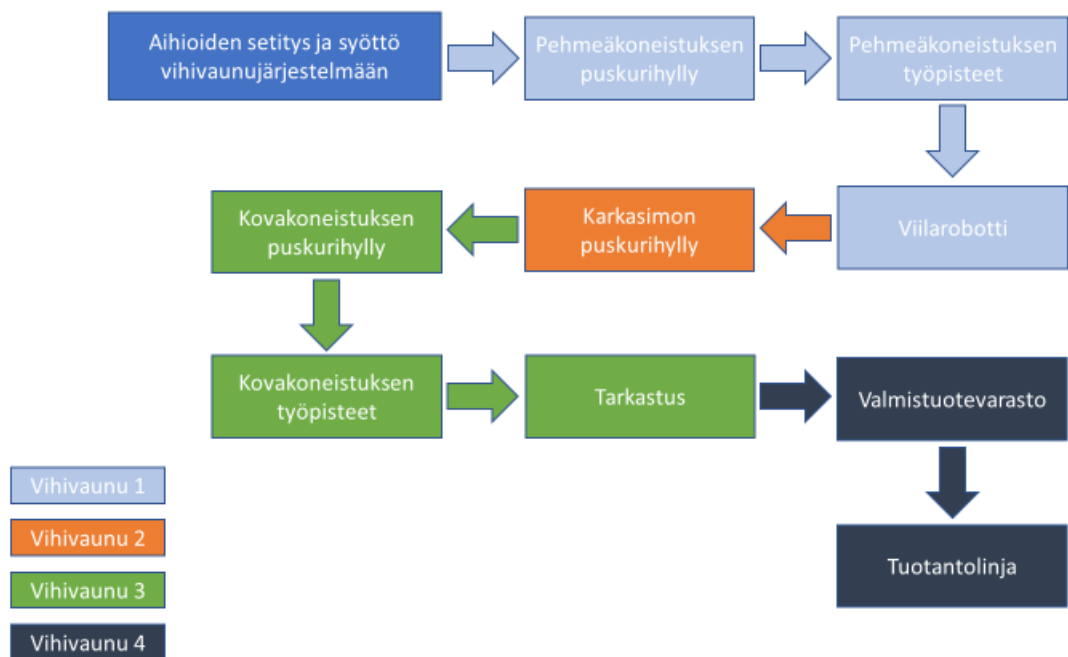 Aihioiden setitys ja syöttö
vihivaunujärjestelmään
Pehmeäkoneistuksen
puskurihylly
Pehmeäkoneistuksen
työpisteet
Viilarobotti
Karkasimon
puskurihylly
Kovakoneistuksen
puskurihylly
Kovakoneistuksen
työpisteet
Tarkastus
Valmistuotevarasto
Tuotantolinja
Vihivaunu 1
Vihivaunu 2
Vihivaunu 3
Vihivaunu 4